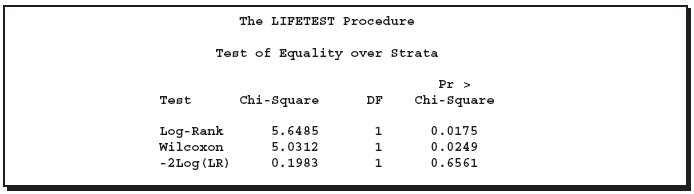 The LIFETEST Procedure
Test of Equality over Strata
Pr >
Test Chi-Square DF Chi-Square
Log-Rank 5.6485 1 0.0175
Wilcoxon 5.0312 1 0.0249
-2Log(LR) 0.1983 1 0.6561